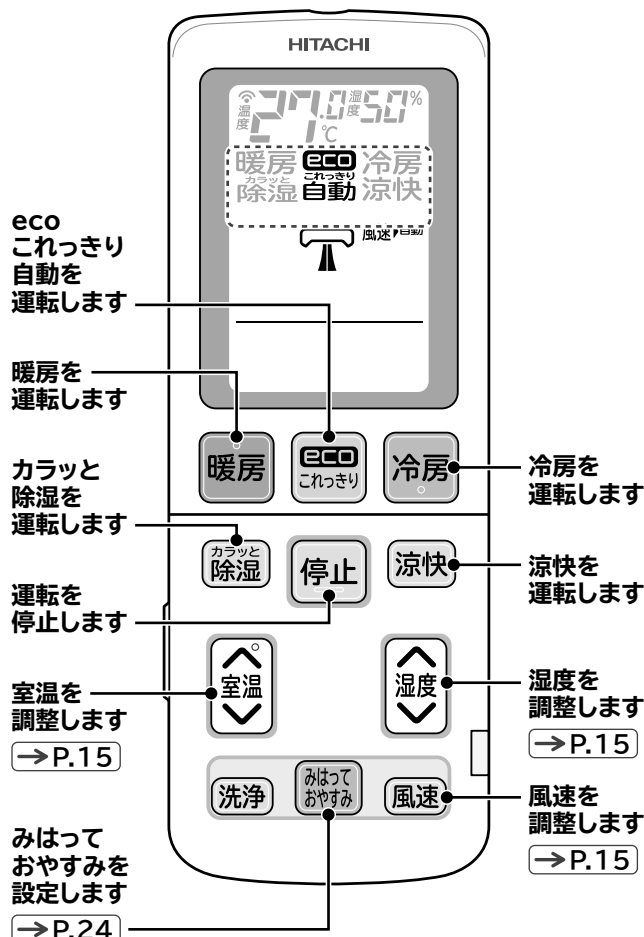 HITACHI
温度 27.0℃ 湿度 50%
暖房 eco 冷房
カラッと これっきり
除湿 自動 涼快
風速 自動
eco
これっきり
自動を
運転します
暖房を
運転します
暖房
eco
これっきり
冷房
冷房を
運転します
カラッと
除湿を
運転します
カラッと
除湿
停止
涼快
涼快を
運転します
運転を
停止します
室温
湿度
室温を
調整します
→P.15
湿度を
調整します
→P.15
洗浄
みはって
おやすみ
風速
風速を
調整します
→P.15
みはって
おやすみを
設定します
→P.24